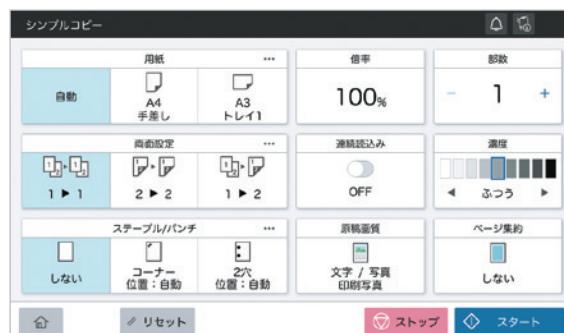 シンプルコピー
用紙 ...
自動
A4
手差し
A3
トレイ1
倍率
100%
部数
- 1 +
両面設定 ...
1 ▶ 1
2 ▶ 2
1 ▶ 2
連続読込み
OFF
濃度
◀ ふつう ▶
ステープル/パンチ ...
しない
コーナー
位置:自動
2穴
位置:自動
原稿画質
文字 / 写真
印刷写真
ページ集約
しない
リセット
ストップ
スタート